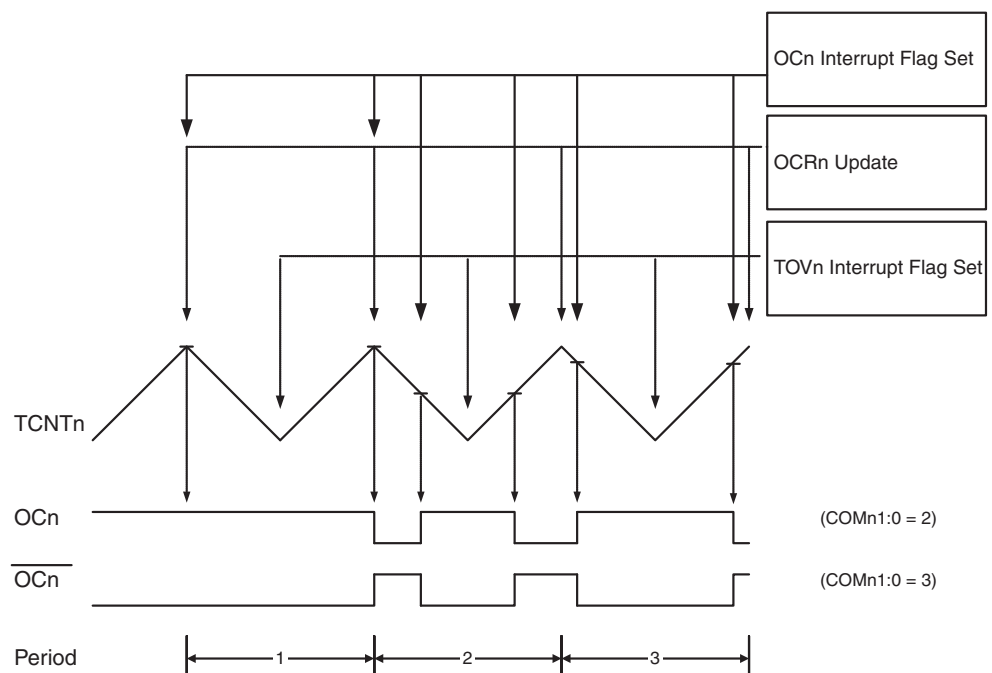 OCn Interrupt Flag Set
OCRn Update
TOVn Interrupt Flag Set
TCNTn
OCn
(COMn1:0 = 2)
OCn
(COMn1:0 = 3)
Period
1
2
3